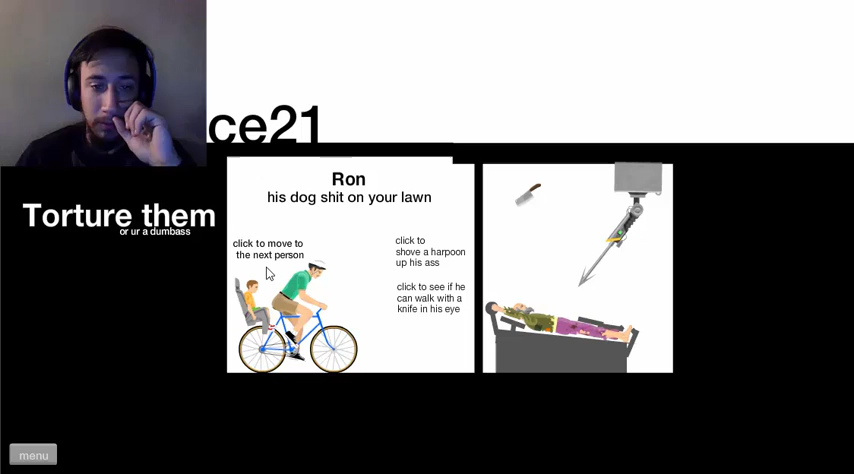 ce21
Ron
his dog shit on your lawn
Torture them
or ur a dumbass
click to move to
the next person
click to
shove a harpoon
up his ass
click to see if he
can walk with a
knife in his eye
menu